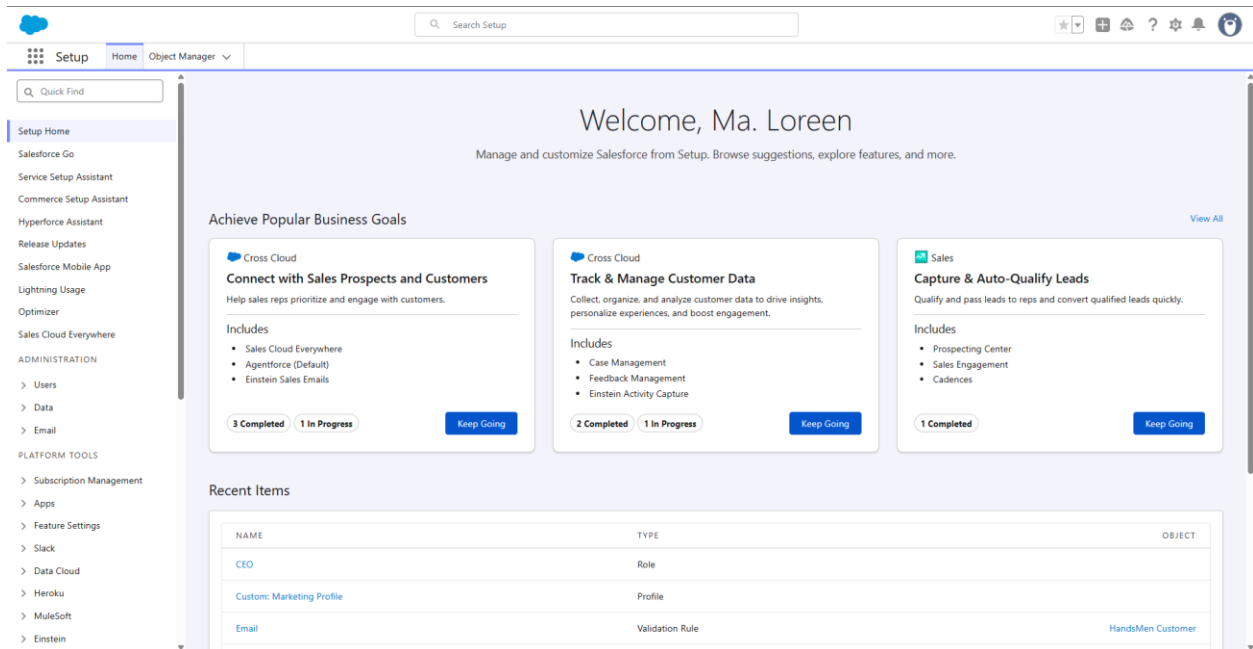 Search Setup
Setup
Home
Object Manager
Quick Find
Setup Home
Salesforce Go
Service Setup Assistant
Commerce Setup Assistant
Hyperforce Assistant
Release Updates
Salesforce Mobile App
Lightning Usage
Optimizer
Sales Cloud Everywhere
ADMINISTRATION
Users
Data
Email
PLATFORM TOOLS
Subscription Management
Apps
Feature Settings
Slack
Data Cloud
Heroku
MuleSoft
Einstein
Welcome, Ma. Loreen
Manage and customize Salesforce from Setup. Browse suggestions, explore features, and more.
Achieve Popular Business Goals
View All
Cross Cloud
Connect with Sales Prospects and Customers
Help sales reps prioritize and engage with customers.
Includes
• Sales Cloud Everywhere
• Agentforce (Default)
• Einstein Sales Emails
3 Completed 1 In Progress Keep Going
Cross Cloud
Track & Manage Customer Data
Collect, organize, and analyze customer data to drive insights,
personalize experiences, and boost engagement.
Includes
• Case Management
• Feedback Management
• Einstein Activity Capture
2 Completed 1 In Progress Keep Going
Sales
Capture & Auto-Qualify Leads
Qualify and pass leads to reps and convert qualified leads quickly.
Includes
• Prospecting Center
• Sales Engagement
• Cadences
1 Completed Keep Going
Recent Items
NAME TYPE OBJECT
CEO Role
Custom: Marketing Profile Profile
Email Validation Rule HandsMen Customer